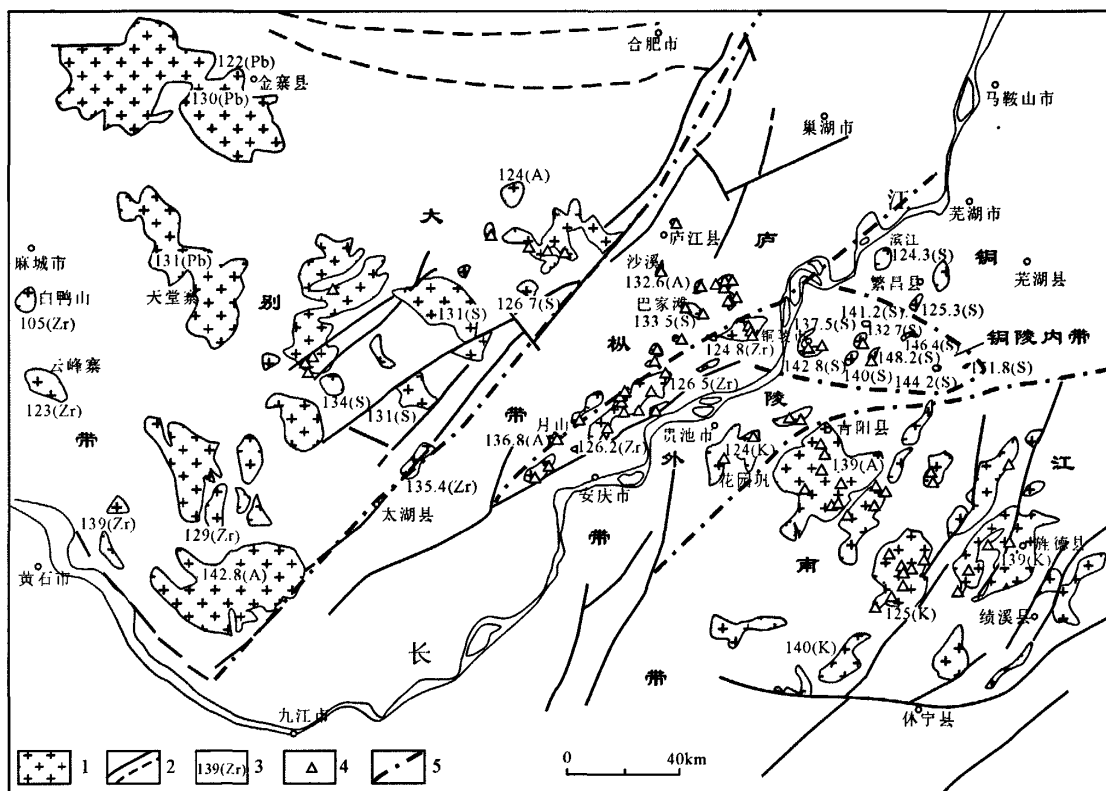 合肥市
122(Pb)
金寨县
130(Pb)
马鞍山市
巢湖市
124(A)
大
江
芜湖市
庐江县
庐
滨江
124.3(S)
铜
麻城市
131(Pb)
沙溪
132.6(A)
繁昌县
芜湖县
白鸭山
天堂寨
别
126.7(S)
131(S)
巴家滩
141.2(S)
125.3(S)
105(Zr)
133.5(S)
137.5(S)
132.7(S)
146.4(S)
铜陵内带
枞
124.8(Zr)
148.2(S)
云峰寨
142.8(S)
140(S)
151.8(S)
134(S)
131(S)
126.5(Zr)
144.2(S)
123(Zr)
带
带
月山
陵
贵池市
青阳县
136.8(A)
126.2(Zr)
外
124(K)
139(A)
江
135.4(Zr)
安庆市
花园巩
太湖县
139(Zr)
129(Zr)
带
旌德县
黄石市
142.8(A)
南
139(K)
125(K)
绩溪县
长
140(K)
带
九江市
休宁县
1
2
139(Zr)
3
4
5
0
40km